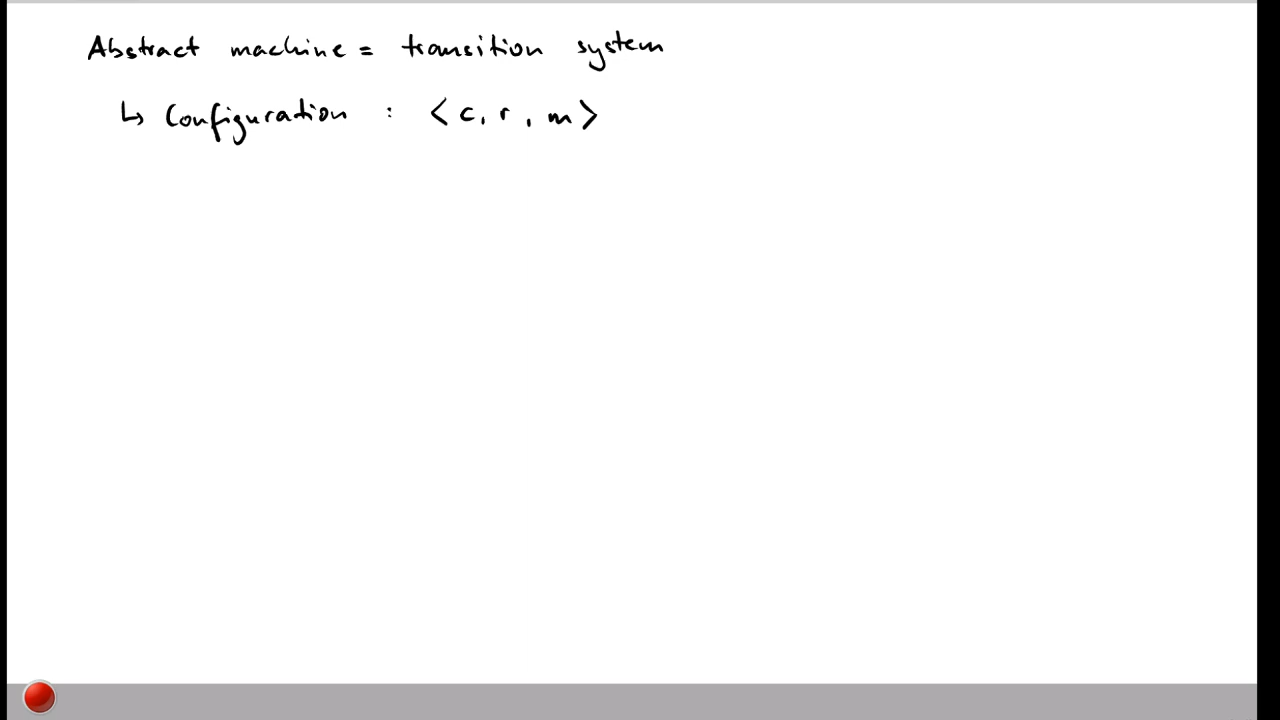 Abstract machine = transition system
↳ Configuration : < c, r, m >